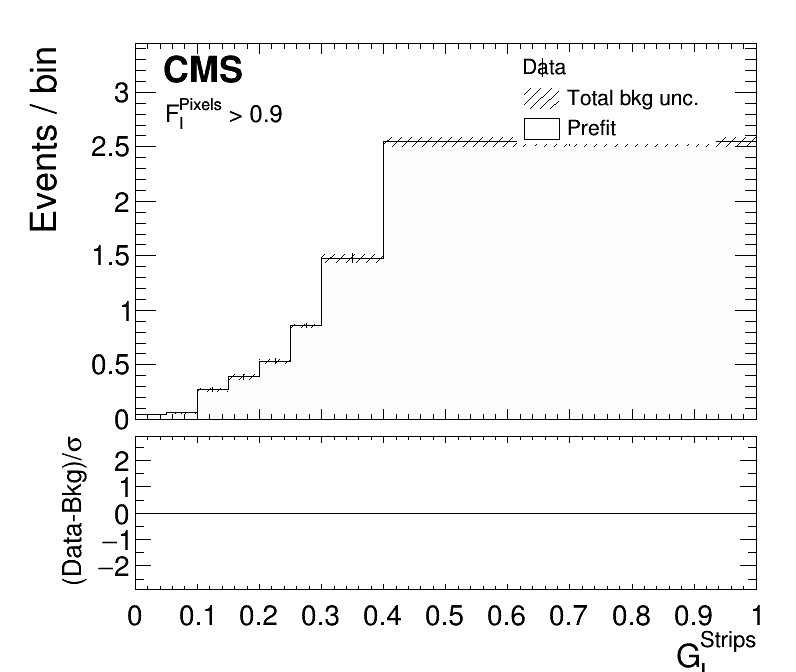 CMS
F_l^Pixels > 0.9
Data
Total bkg unc.
Prefit
Events / bin
3
2.5
2
1.5
1
0.5
0
(Data-Bkg)/σ
2
1
0
−1
−2
0 0.1 0.2 0.3 0.4 0.5 0.6 0.7 0.8 0.9 1
G^Strips